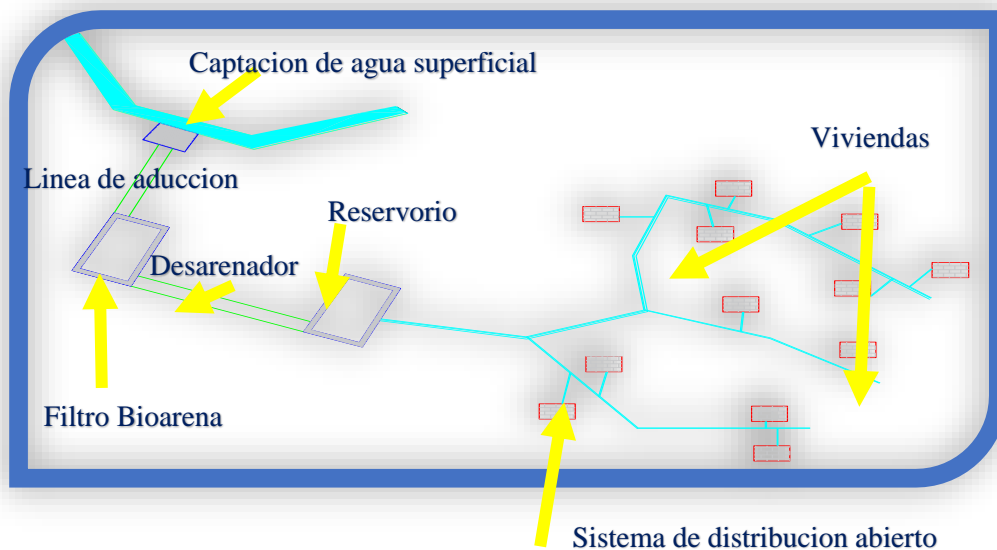 Captacion de agua superficial
Viviendas
Linea de aduccion
Reservorio
Desarenador
Filtro Bioarena
Sistema de distribucion abierto